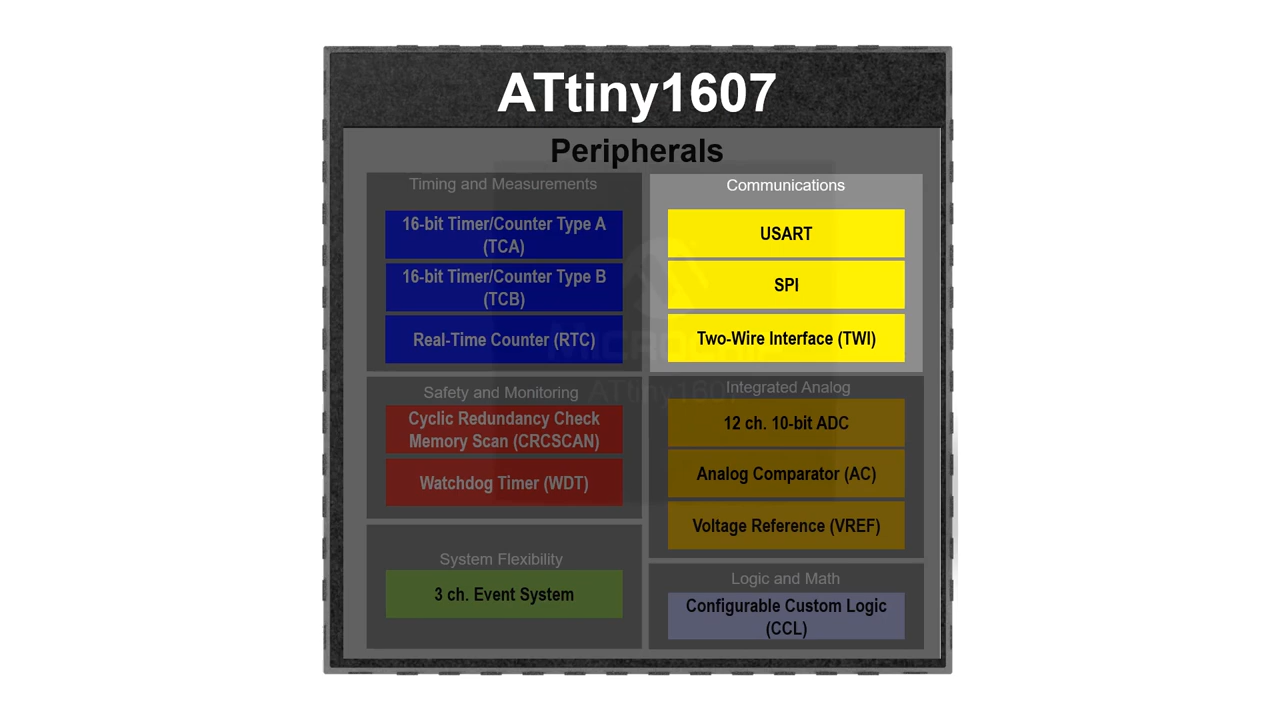 ATtiny1607
Peripherals
Timing and Measurements
16-bit Timer/Counter Type A
(TCA)
16-bit Timer/Counter Type B
(TCB)
Real-Time Counter (RTC)
Communications
USART
SPI
Two-Wire Interface (TWI)
Safety and Monitoring
Cyclic Redundancy Check
Memory Scan (CRCSCAN)
Watchdog Timer (WDT)
Integrated Analog
12 ch. 10-bit ADC
Analog Comparator (AC)
Voltage Reference (VREF)
System Flexibility
3 ch. Event System
Logic and Math
Configurable Custom Logic
(CCL)
MICROCHIP
ATtiny1607